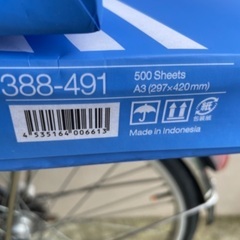 388-491
500 Sheets
A3 (297×420mm)
4 535164 006613
Made in Indonesia